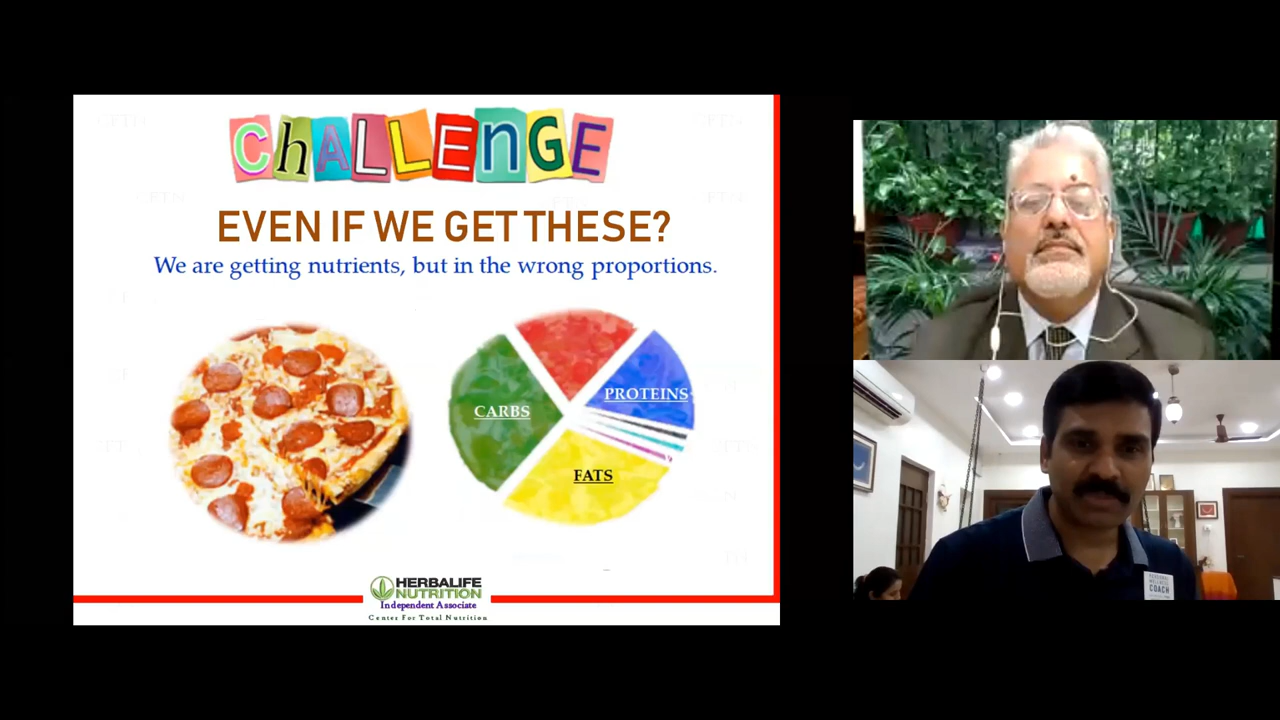 ChALLEnGE
EVEN IF WE GET THESE?
We are getting nutrients, but in the wrong proportions.
CARBS
PROTEINS
FATS
HERBALIFE
NUTRITION
Independent Associate
Center For Total Nutrition
COACH